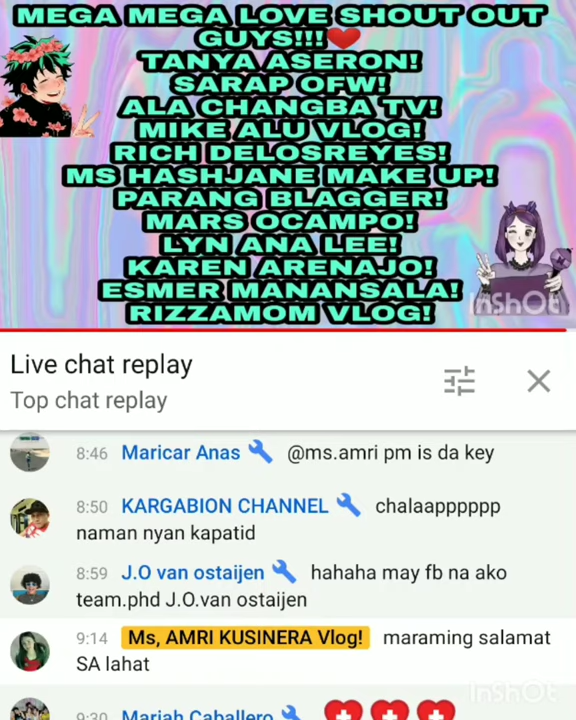 MEGA MEGA LOVE SHOUT OUT
GUYS!!!❤️
TANYA ASERON!
SARAP OFW!
ALA CHANGBA TV!
MIKE ALU VLOG!
RICH DELOSREYES!
MS HASHJANE MAKE UP!
PARANG BLAGGER!
MARS OCAMPO!
LYN ANA LEE!
KAREN ARENAJO!
ESMER MANANSALA!
RIZZAMOM VLOG!
InShOt
Live chat replay
Top chat replay
8:46 Maricar Anas @ms.amri pm is da key
8:50 KARGABION CHANNEL chalaapppppp
naman nyan kapatid
8:59 J.O van ostaijen hahaha may fb na ako
team.phd J.O.van ostaijen
9:14 Ms, AMRI KUSINERA Vlog! maraming salamat
SA lahat
InShOt
9:30 Mariah Caballero